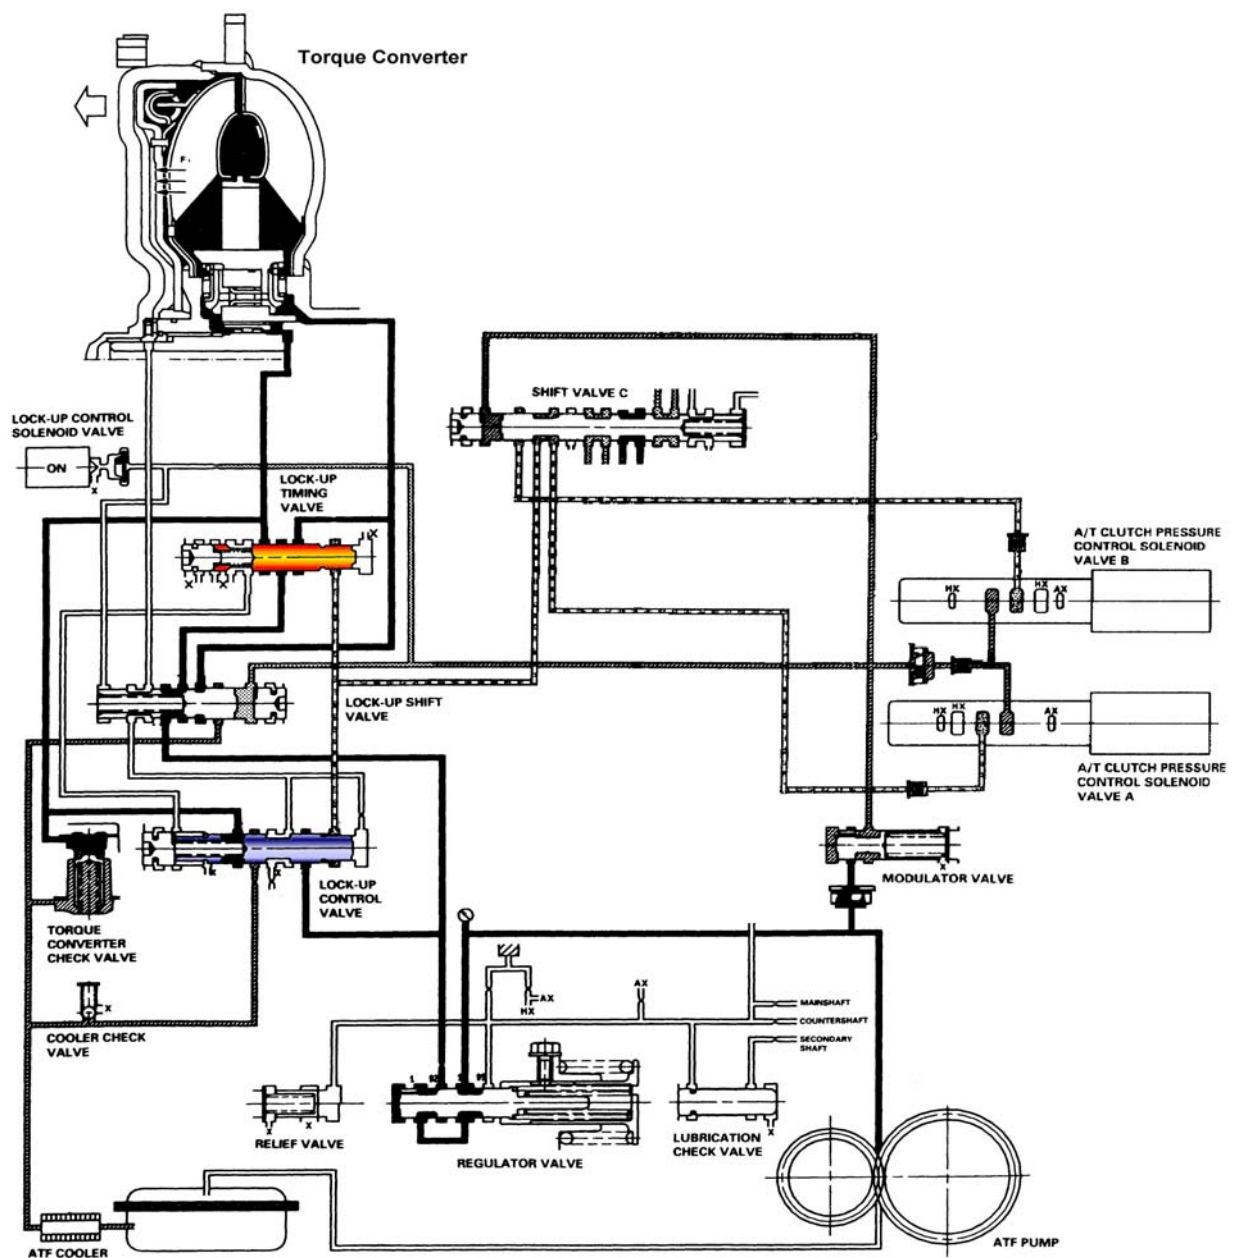 Torque Converter
F
LOCK-UP CONTROL
SOLENOID VALVE
ON
X
SHIFT VALVE C
LOCK-UP
TIMING
VALVE
X
X
X
A/T CLUTCH PRESSURE
CONTROL SOLENOID
VALVE B
HX
HX
AX
LOCK-UP SHIFT
VALVE
HX
HX
AX
A/T CLUTCH PRESSURE
CONTROL SOLENOID
VALVE A
X
X
MODULATOR VALVE
X
LOCK-UP
CONTROL
VALVE
TORQUE
CONVERTER
CHECK VALVE
X
COOLER CHECK
VALVE
AX
HX
AX
MAINSHAFT
COUNTERSHAFT
SECONDARY
SHAFT
1
X
X
RELIEF VALVE
REGULATOR VALVE
LUBRICATION
CHECK VALVE
X
ATF COOLER
ATF PUMP